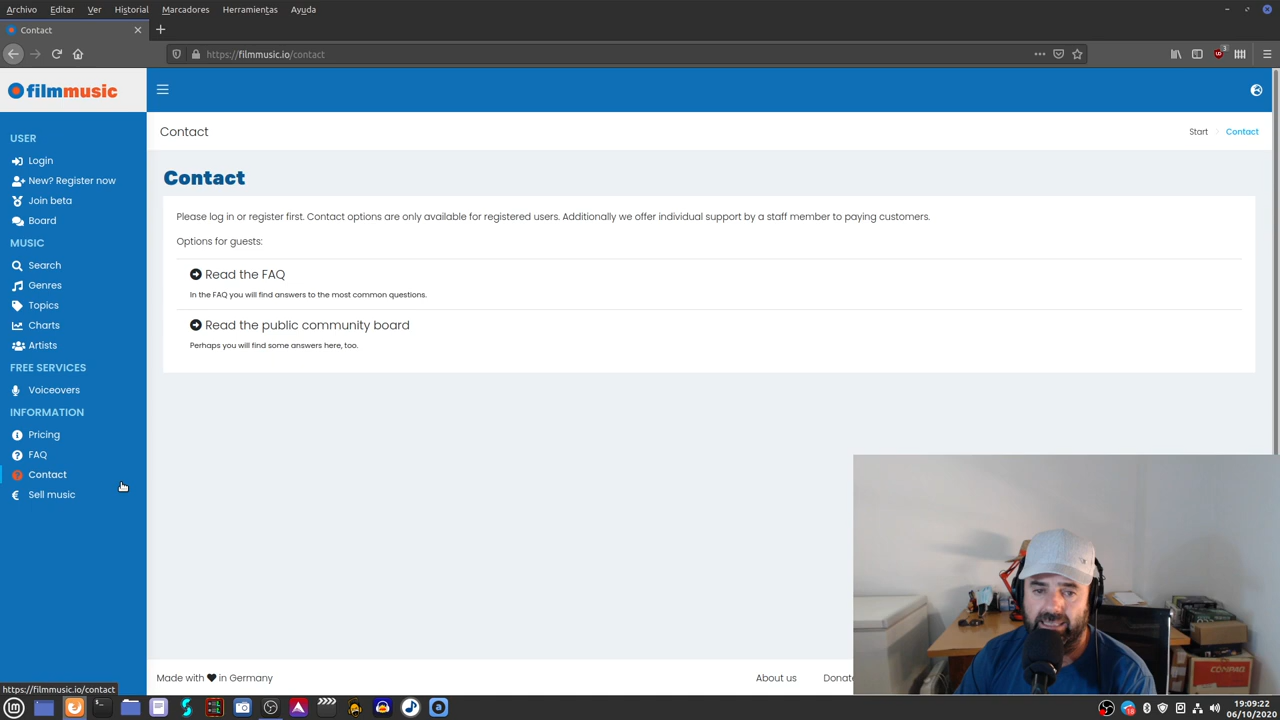 Archivo Editar Ver Historial Marcadores Herramientas Ayuda
Contact
https://filmmusic.io/contact
3
filmmusic
Contact
Start
Contact
USER
Login
New? Register now
Join beta
Board
MUSIC
Search
Genres
Topics
Charts
Artists
FREE SERVICES
Voiceovers
INFORMATION
Pricing
FAQ
Contact
€ Sell music
Contact
Please log in or register first. Contact options are only available for registered users. Additionally we offer individual support by a staff member to paying customers.
Options for guests:
Read the FAQ
In the FAQ you will find answers to the most common questions.
Read the public community board
Perhaps you will find some answers here, too.
COMPAQ
Made with ♥ in Germany
About us
Donate
https://filmmusic.io/contact
18
19:09:22
06/10/2020